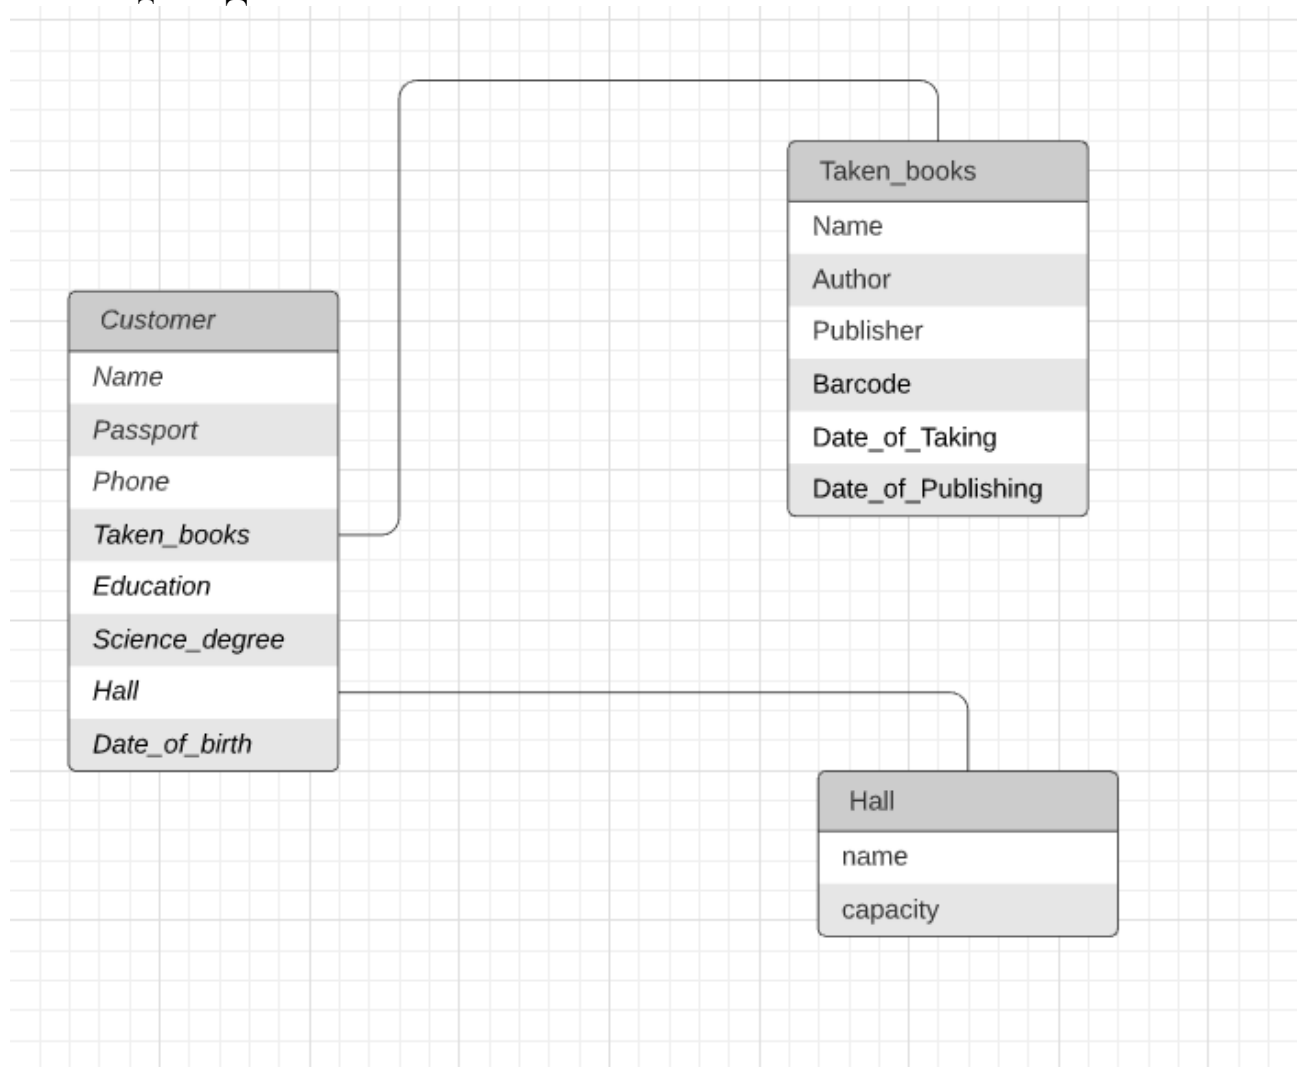 Customer
Name
Passport
Phone
Taken_books
Education
Science_degree
Hall
Date_of_birth
Taken_books
Name
Author
Publisher
Barcode
Date_of_Taking
Date_of_Publishing
Hall
name
capacity